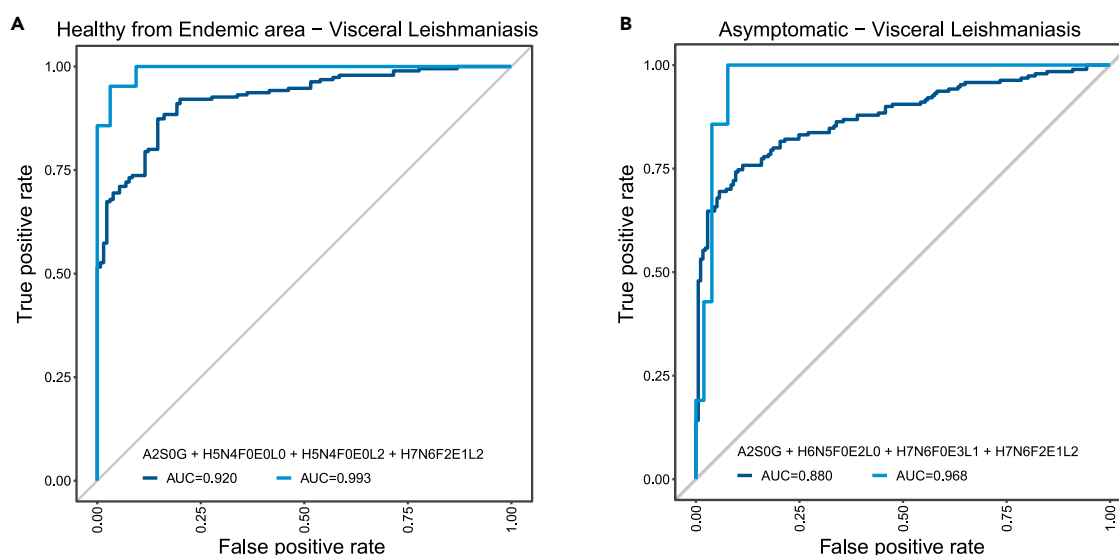 A
Healthy from Endemic area − Visceral Leishmaniasis
True positive rate
1.00
0.75
0.50
0.25
0.00
A2S0G + H5N4F0E0L0 + H5N4F0E0L2 + H7N6F2E1L2
AUC=0.920 AUC=0.993
0.00 0.25 0.50 0.75 1.00
False positive rate
B
Asymptomatic − Visceral Leishmaniasis
True positive rate
1.00
0.75
0.50
0.25
0.00
A2S0G + H6N5F0E2L0 + H7N6F0E3L1 + H7N6F2E1L2
AUC=0.880 AUC=0.968
0.00 0.25 0.50 0.75 1.00
False positive rate